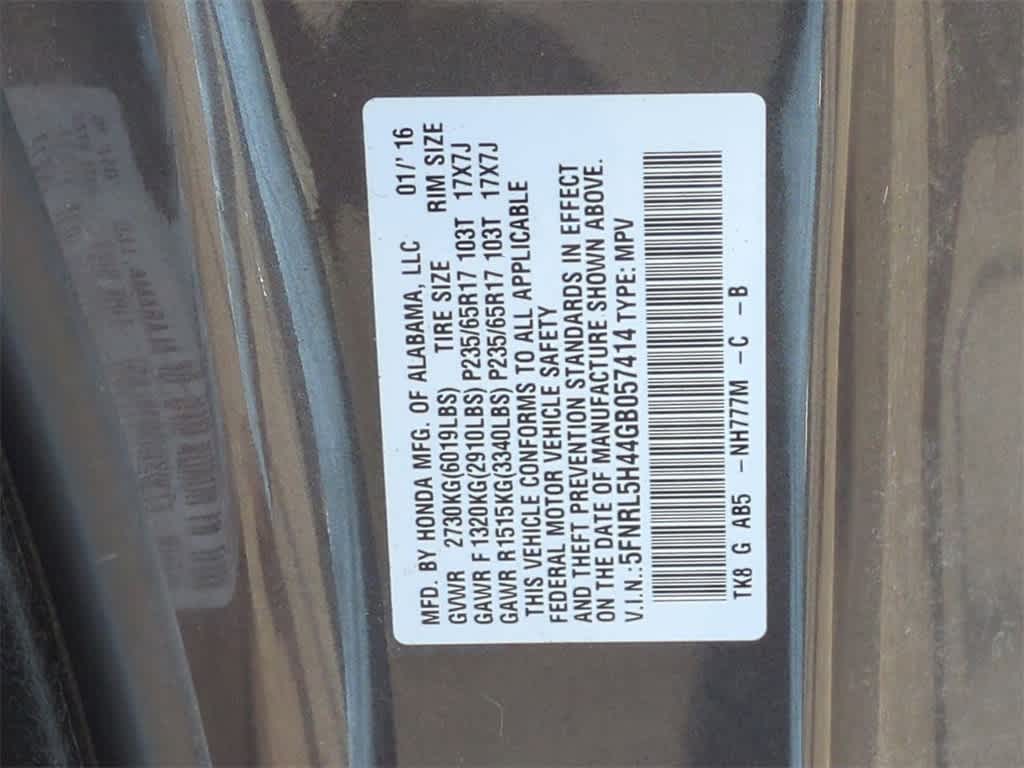 MFD. BY HONDA MFG. OF ALABAMA, LLC 01/' 16
GVWR 2730KG(6019LBS) TIRE SIZE RIM SIZE
GAWR F 1320KG(2910LBS) P235/65R17 103T 17X7J
GAWR R1515KG(3340LBS) P235/65R17 103T 17X7J
THIS VEHICLE CONFORMS TO ALL APPLICABLE
FEDERAL MOTOR VEHICLE SAFETY
AND THEFT PREVENTION STANDARDS IN EFFECT
ON THE DATE OF MANUFACTURE SHOWN ABOVE.
V.I.N.:5FNRL5H44GB057414 TYPE: MPV
TK8 G AB5 -NH777M -C -B